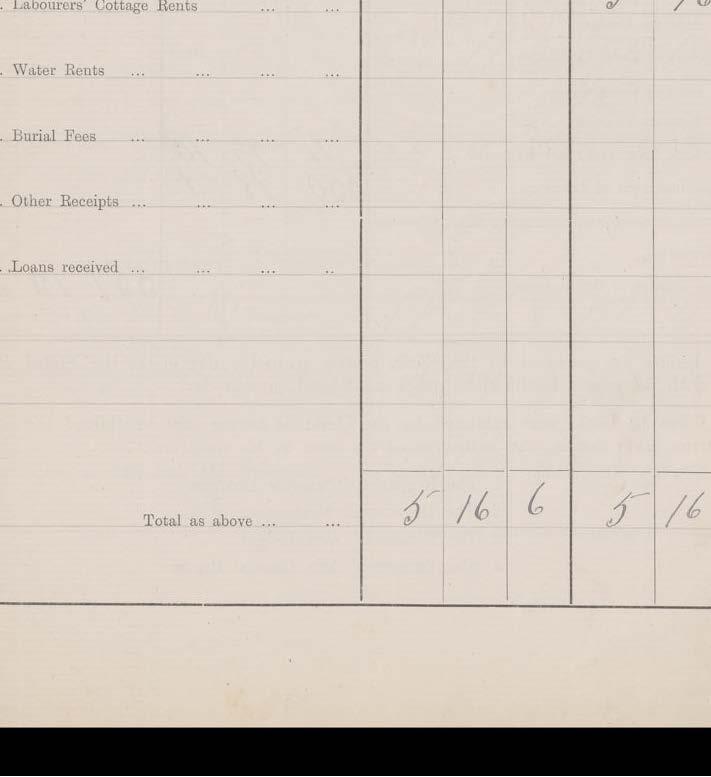 . Labourers' Cottage Rents ... ... 5
. Water Rents ... ... ... ...
. Burial Fees ... ... ... ...
. Other Receipts ... ... ... ...
. .Loans received ... ... ... ..
Total as above ... ... 5 16 6 5 16